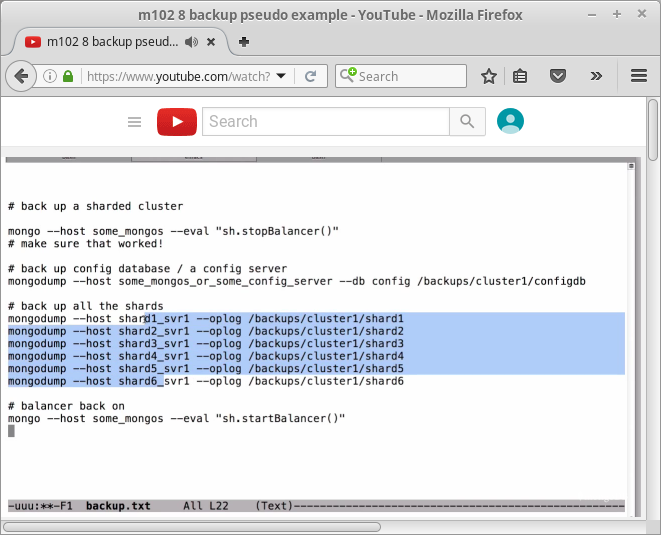 m102 8 backup pseudo example - YouTube - Mozilla Firefox
m102 8 backup pseud...
https://www.youtube.com/watch?
Search
Search
# back up a sharded cluster
mongo --host some_mongos --eval "sh.stopBalancer()"
# make sure that worked!
# back up config database / a config server
mongodump --host some_mongos_or_some_config_server --db config /backups/cluster1/configdb
# back up all the shards
mongodump --host shard1_svr1 --oplog /backups/cluster1/shard1
mongodump --host shard2_svr1 --oplog /backups/cluster1/shard2
mongodump --host shard3_svr1 --oplog /backups/cluster1/shard3
mongodump --host shard4_svr1 --oplog /backups/cluster1/shard4
mongodump --host shard5_svr1 --oplog /backups/cluster1/shard5
mongodump --host shard6_svr1 --oplog /backups/cluster1/shard6
# balancer back on
mongo --host some_mongos --eval "sh.startBalancer()"
-uuu:**-F1 backup.txt All L22 (Text)--------------------------------------------------